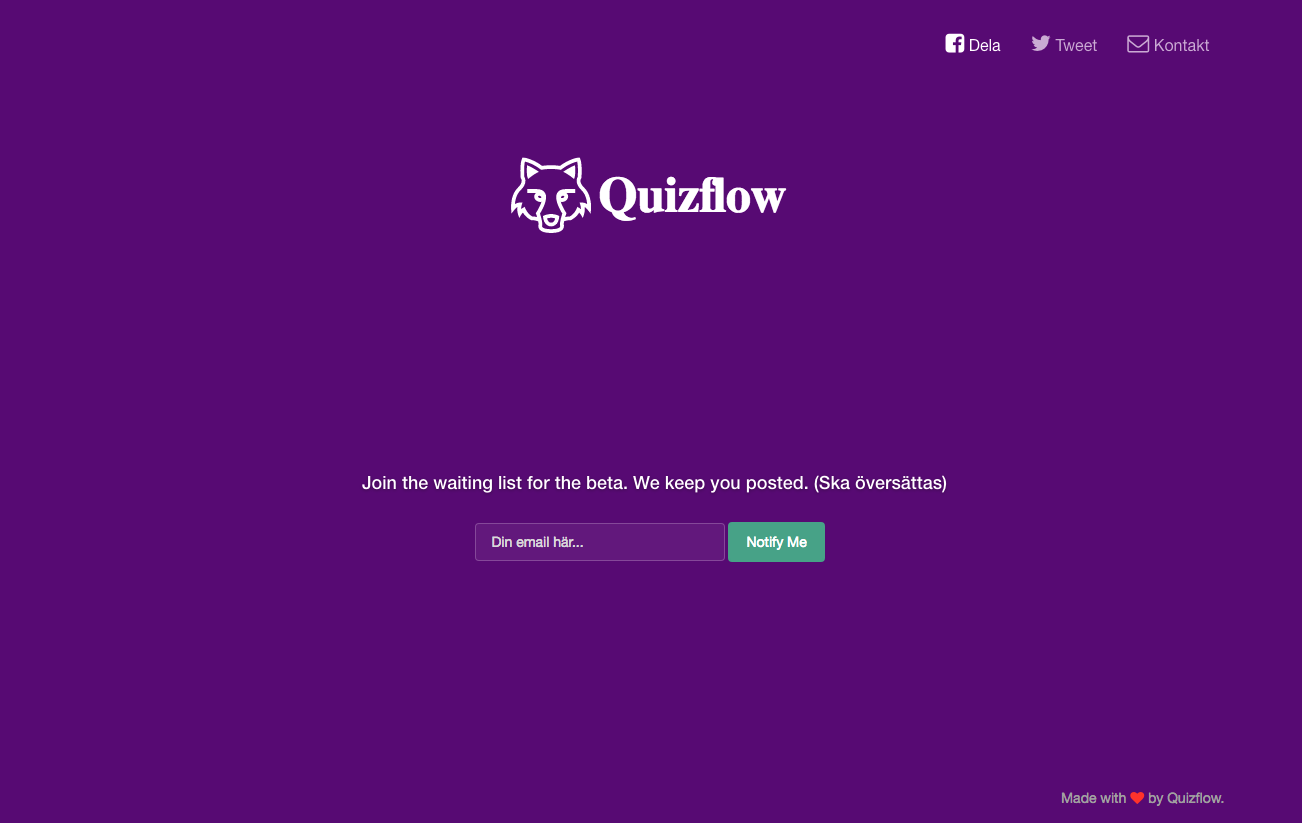 Dela Tweet Kontakt
Quizflow
Join the waiting list for the beta. We keep you posted. (Ska översättas)
Din email här... Notify Me
Made with ❤ by Quizflow.